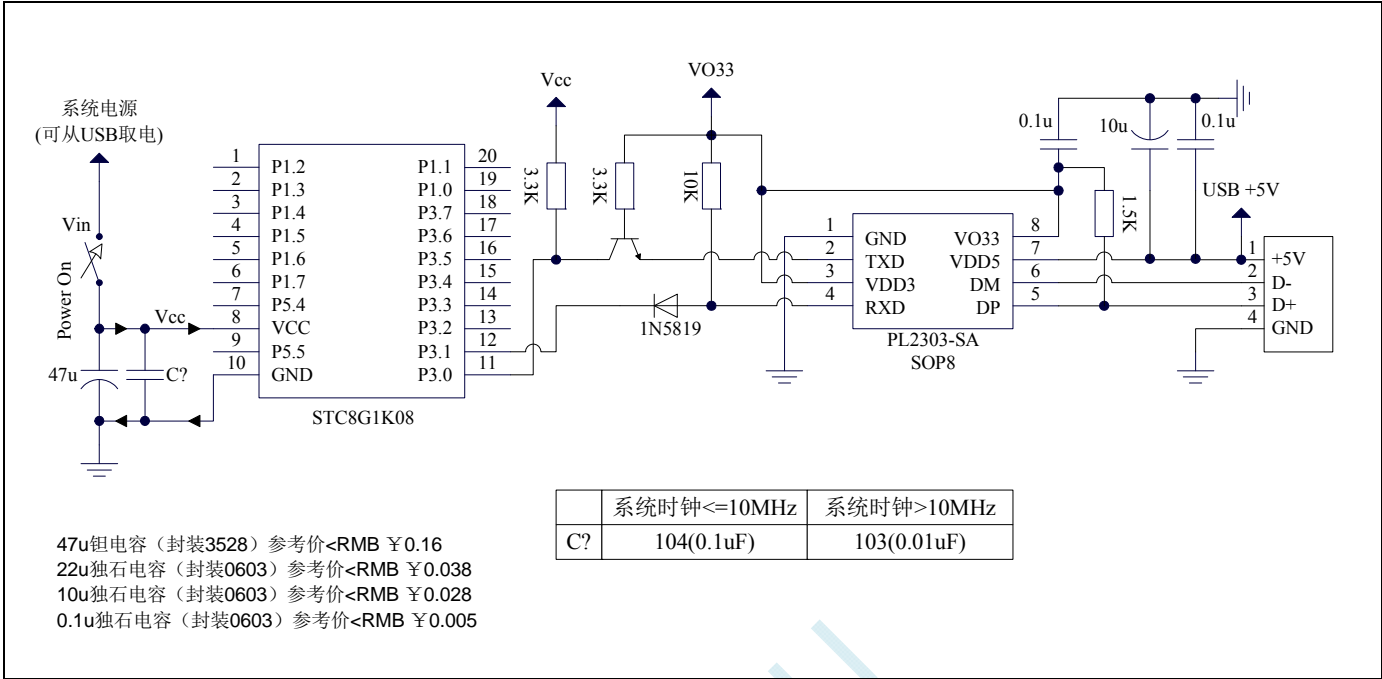 系统电源
(可从USB取电)
Vin
Power On
Vcc
47u
C?
1 P1.2 P1.1 20
2 P1.3 P1.0 19
3 P1.4 P3.7 18
4 P1.5 P3.6 17
5 P1.6 P3.5 16
6 P1.7 P3.4 15
7 P5.4 P3.3 14
8 VCC P3.2 13
9 P5.5 P3.1 12
10 GND P3.0 11
STC8G1K08
Vcc
VO33
3.3K
3.3K
10K
1N5819
0.1u
10u
0.1u
1.5K
USB +5V
1 GND VO33 8
2 TXD VDD5 7
3 VDD3 DM 6
4 RXD DP 5
PL2303-SA
SOP8
1 +5V
2 D-
3 D+
4 GND
系统时钟<=10MHz 系统时钟>10MHz
C? 104(0.1uF) 103(0.01uF)
47u钽电容（封装3528）参考价<RMB ￥0.16
22u独石电容（封装0603）参考价<RMB ￥0.038
10u独石电容（封装0603）参考价<RMB ￥0.028
0.1u独石电容（封装0603）参考价<RMB ￥0.005